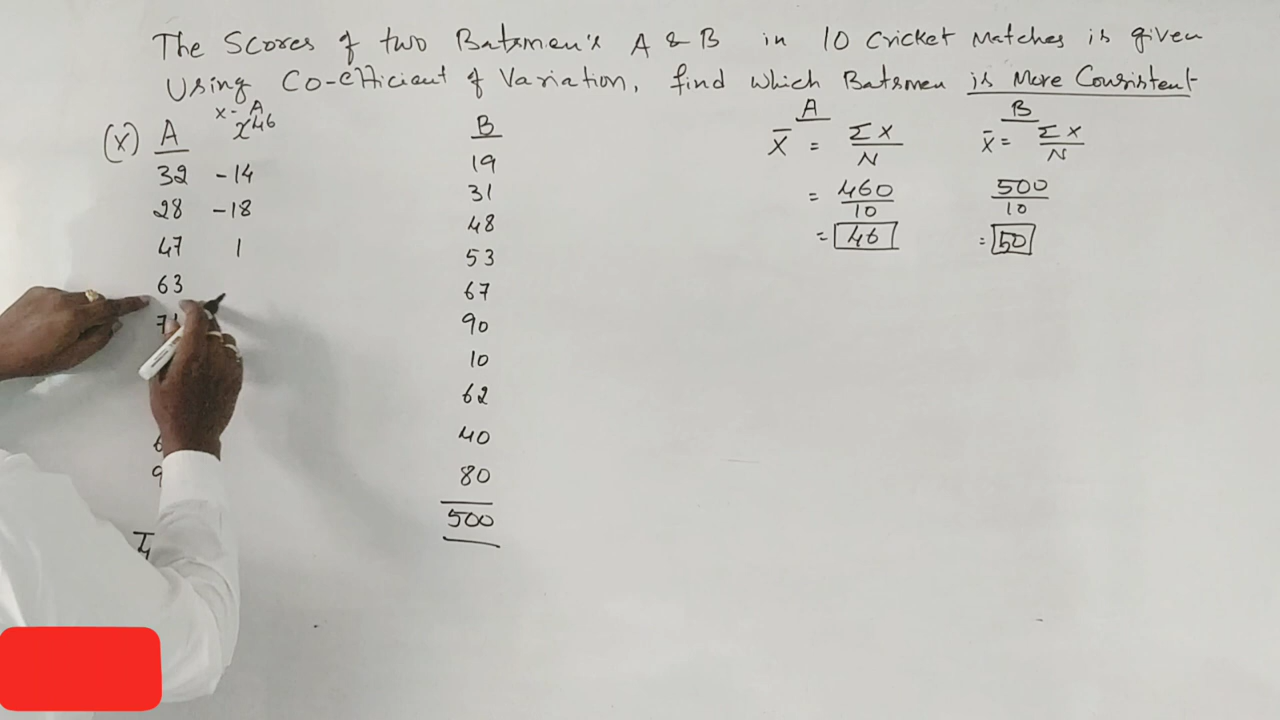 The Scores of two Batsmen's A & B in 10 Cricket Matches is given
Using Co-efficient of Variation, find which Batsmen is More Consistent
x - A
(X) A x 46
32 -14
28 -18
47 1
63
B
19
31
48
53
67
90
10
62
40
80
500
A
X̄ = Σx/N
= 460/10
= 46
B
x̄ = Σx/N
500/10
= 50